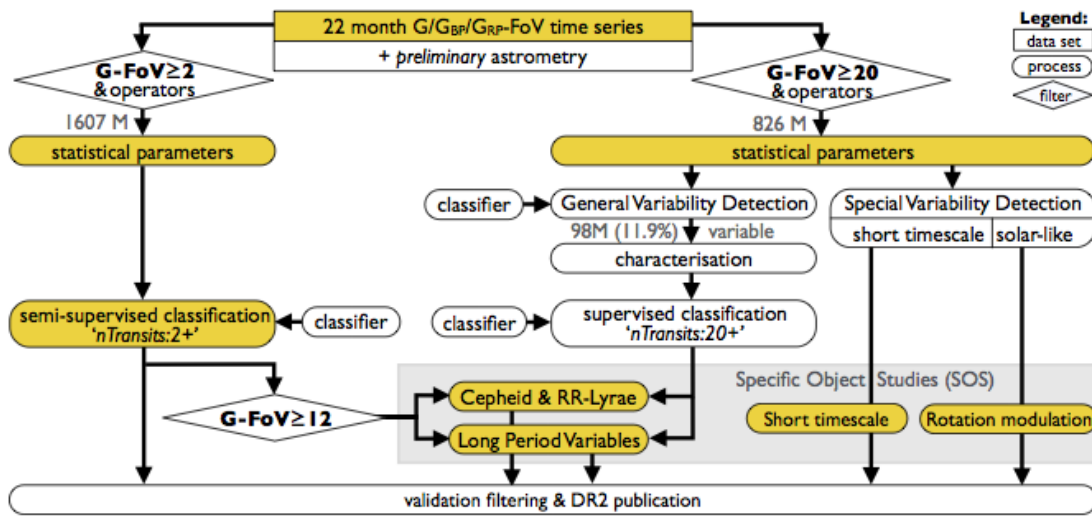 22 month G/GBP/GRP-FoV time series
+ preliminary astrometry
Legend:
data set
process
filter
G-FoV≥2
& operators
G-FoV≥20
& operators
1607 M
826 M
statistical parameters
statistical parameters
classifier
General Variability Detection
Special Variability Detection
short timescale
solar-like
98M (11.9%)
variable
characterisation
semi-supervised classification
'nTransits:2+'
classifier
classifier
supervised classification
'nTransits:20+'
Specific Object Studies (SOS)
G-FoV≥12
Cepheid & RR-Lyrae
Long Period Variables
Short timescale
Rotation modulation
validation filtering & DR2 publication